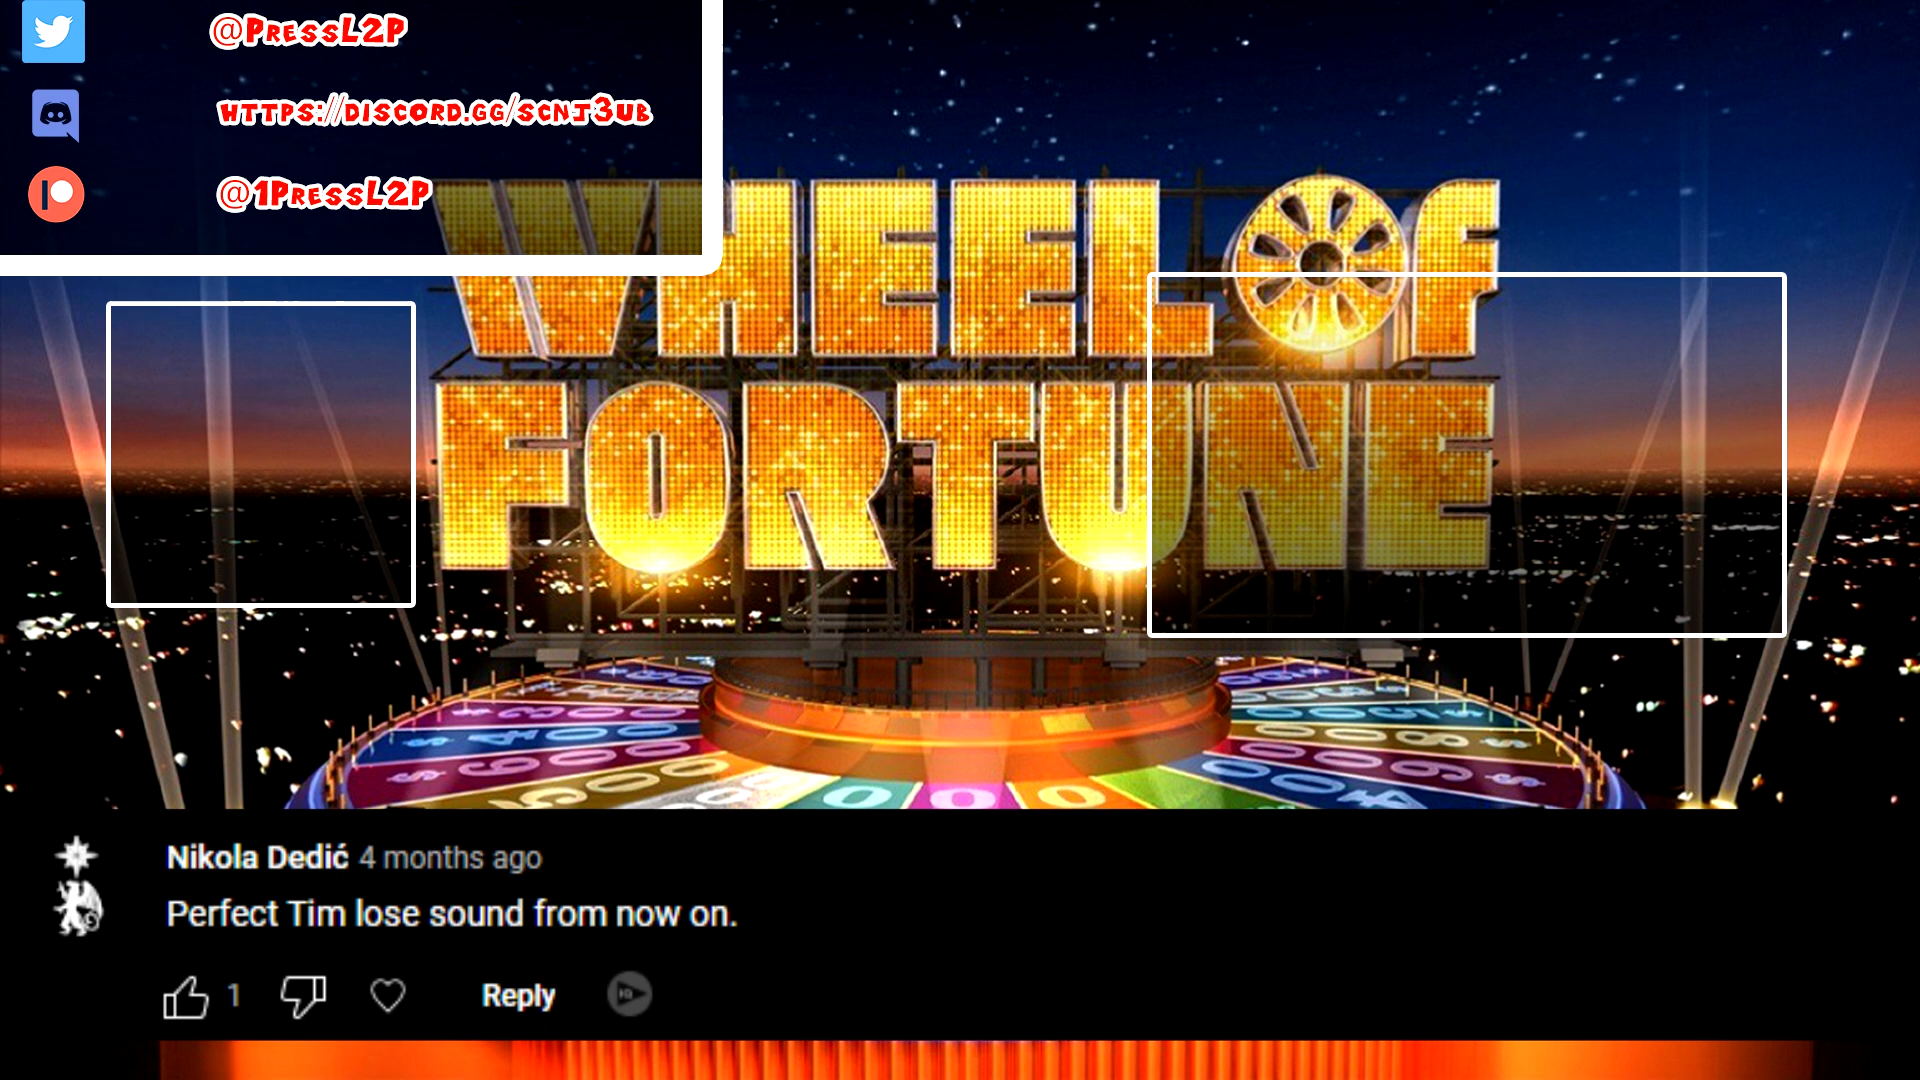 @PressL2P
https://discord.gg/scnj3ub
@1PressL2P
WHEEL OF
FORTUNE
Nikola Dedić 4 months ago
Perfect Tim lose sound from now on.
1
Reply